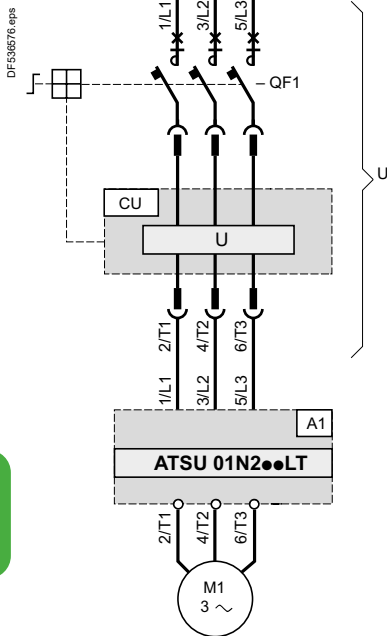 DF536576.eps
1/L1 3/L2 5/L3
QF1
U
CU
U
2/T1 4/T2 6/T3
1/L1 3/L2 5/L3
A1
ATSU 01N2●●LT
2/T1 4/T2 6/T3
M1
3 ~